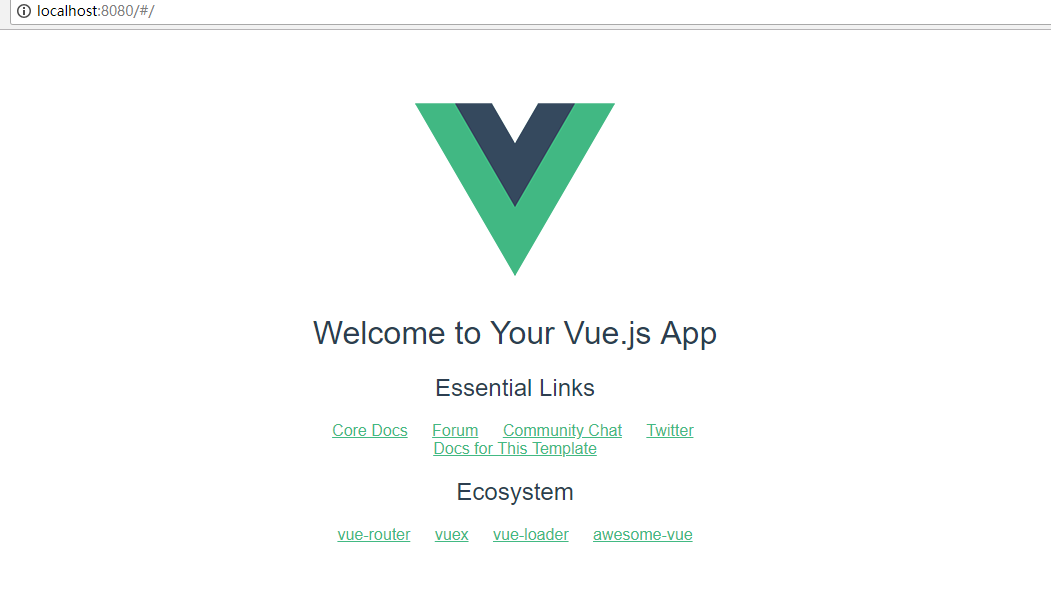 localhost:8080/#/
Welcome to Your Vue.js App
Essential Links
Core Docs Forum Community Chat Twitter
Docs for This Template
Ecosystem
vue-router vuex vue-loader awesome-vue